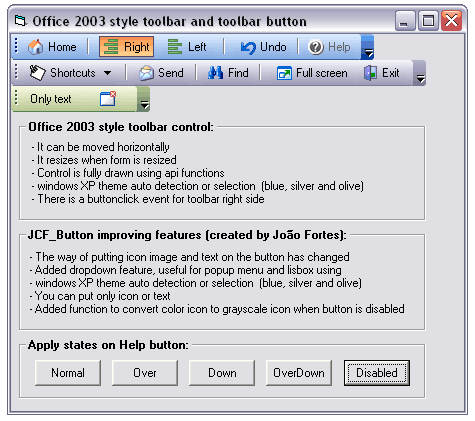 Office 2003 style toolbar and toolbar button
Home Right Left Undo Help
Shortcuts Send Find Full screen Exit
Only text
Office 2003 style toolbar control:
- It can be moved horizontally
- It resizes when form is resized
- Control is fully drawn using api functions
- windows XP theme auto detection or selection (blue, silver and olive)
- There is a buttonclick event for toolbar right side
JCF_Button improving features (created by João Fortes):
- The way of putting icon image and text on the button has changed
- Added dropdown feature, useful for popup menu and lisbox using
- windows XP theme auto detection or selection (blue, silver and olive)
- You can put only icon or text
- Added function to convert color icon to grayscale icon when button is disabled
Apply states on Help button:
Normal Over Down OverDown Disabled